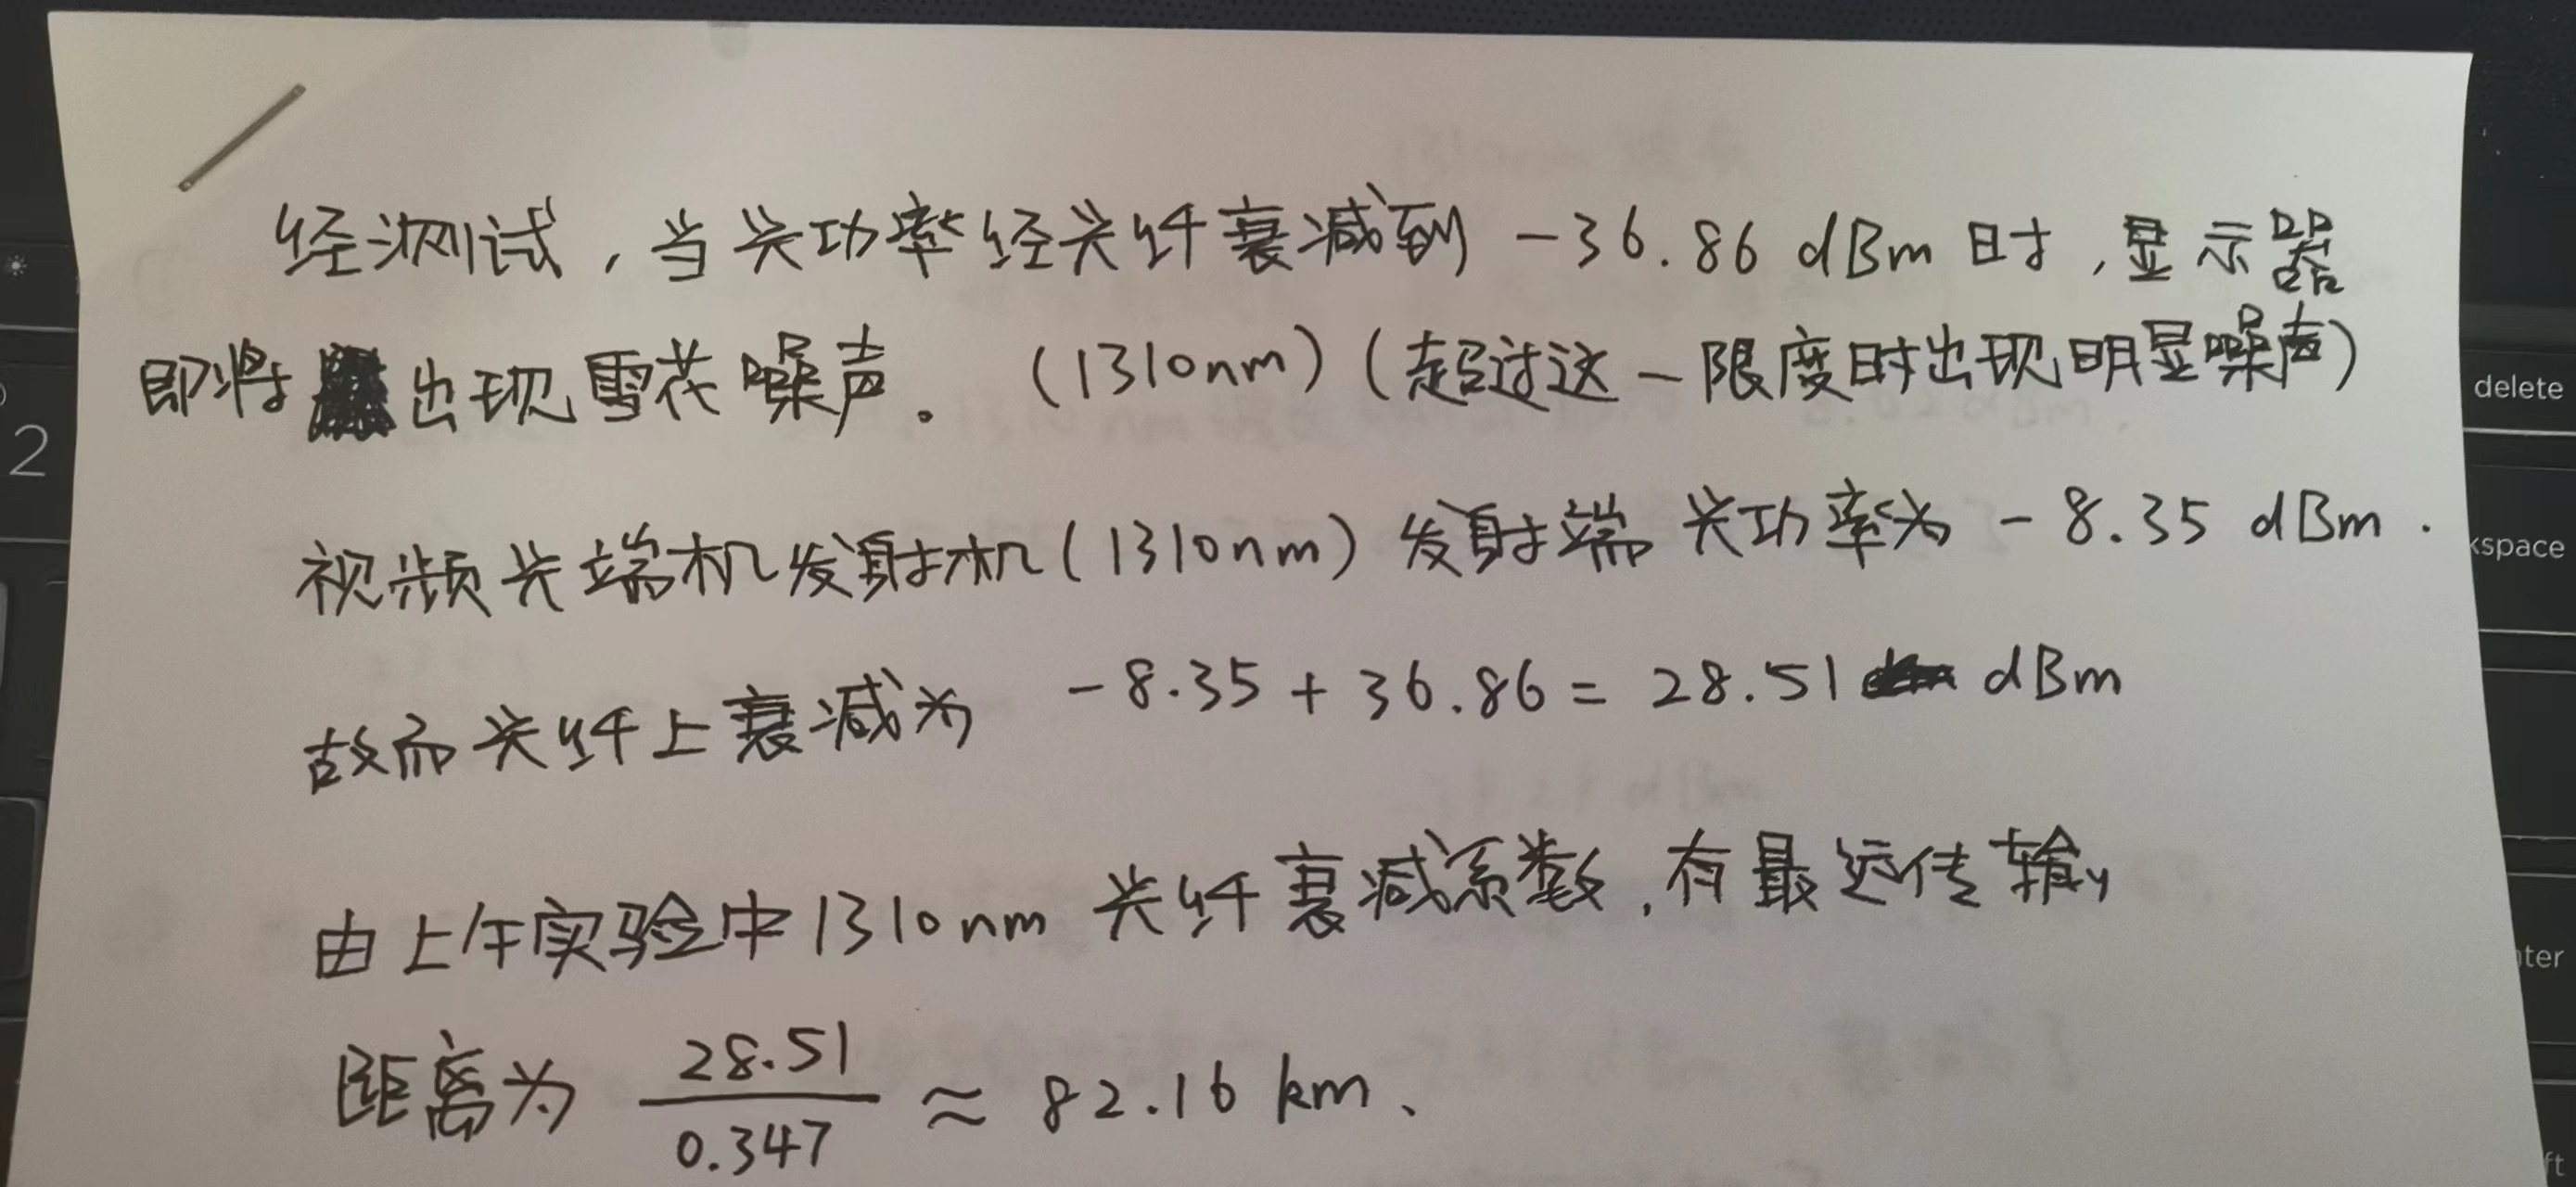 经测试，当光功率经光纤衰减到 -36.86 dBm 时，显示器
即将出现雪花噪声。（1310nm）（超过这一限度时出现明显噪声）
视频光端机发射机（1310nm）发射端光功率为 -8.35 dBm.
故而光纤上衰减为 -8.35 + 36.86 = 28.51 dBm
由上午实验中1310nm 光纤衰减系数，有最远传输
距离为 28.51/0.347 ≈ 82.16 km、
2
delete
kspace